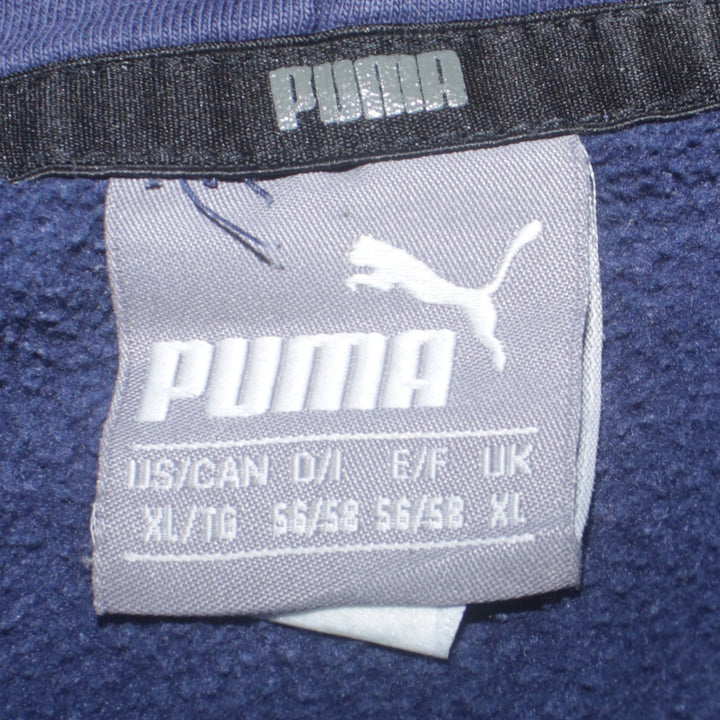 PUMA
PUMA
US/CAN D/I E/F UK
XL/TG 56/58 56/58 XL